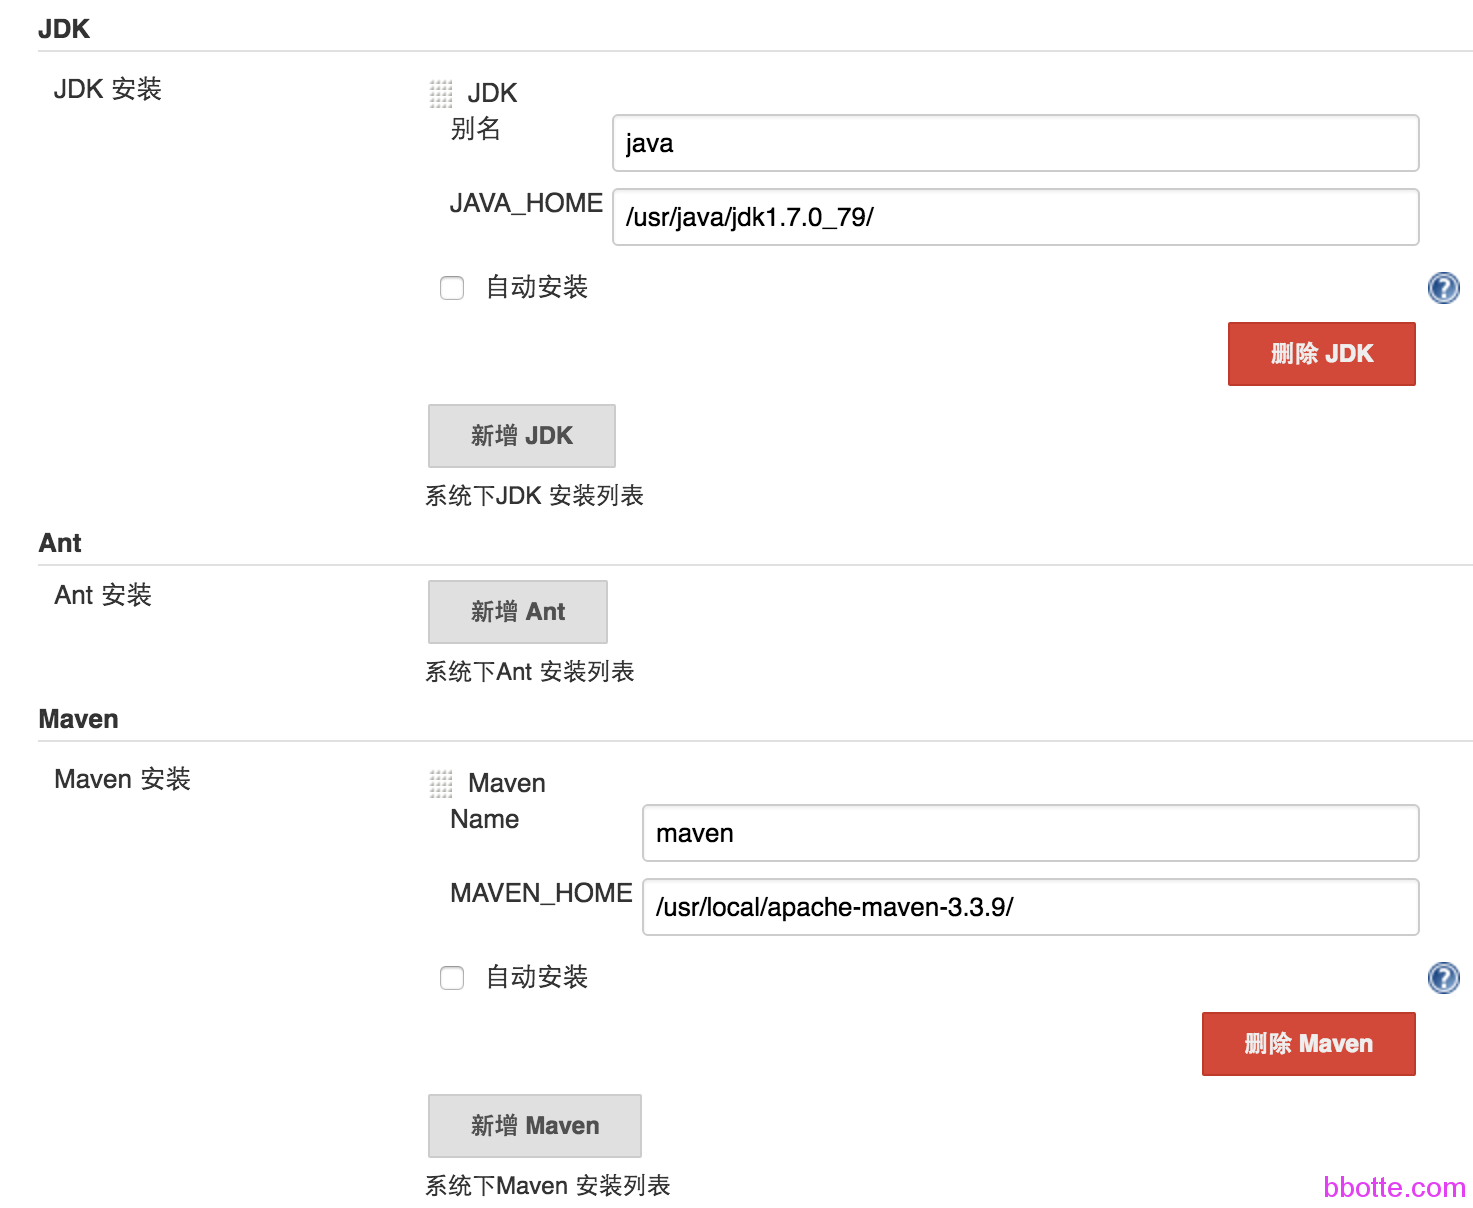 JDK
JDK 安装
JDK
别名
java
JAVA_HOME
/usr/java/jdk1.7.0_79/
自动安装
?
删除 JDK
新增 JDK
系统下JDK 安装列表
Ant
Ant 安装
新增 Ant
系统下Ant 安装列表
Maven
Maven 安装
Maven
Name
maven
MAVEN_HOME
/usr/local/apache-maven-3.3.9/
自动安装
?
删除 Maven
新增 Maven
系统下Maven 安装列表
bbotte.com